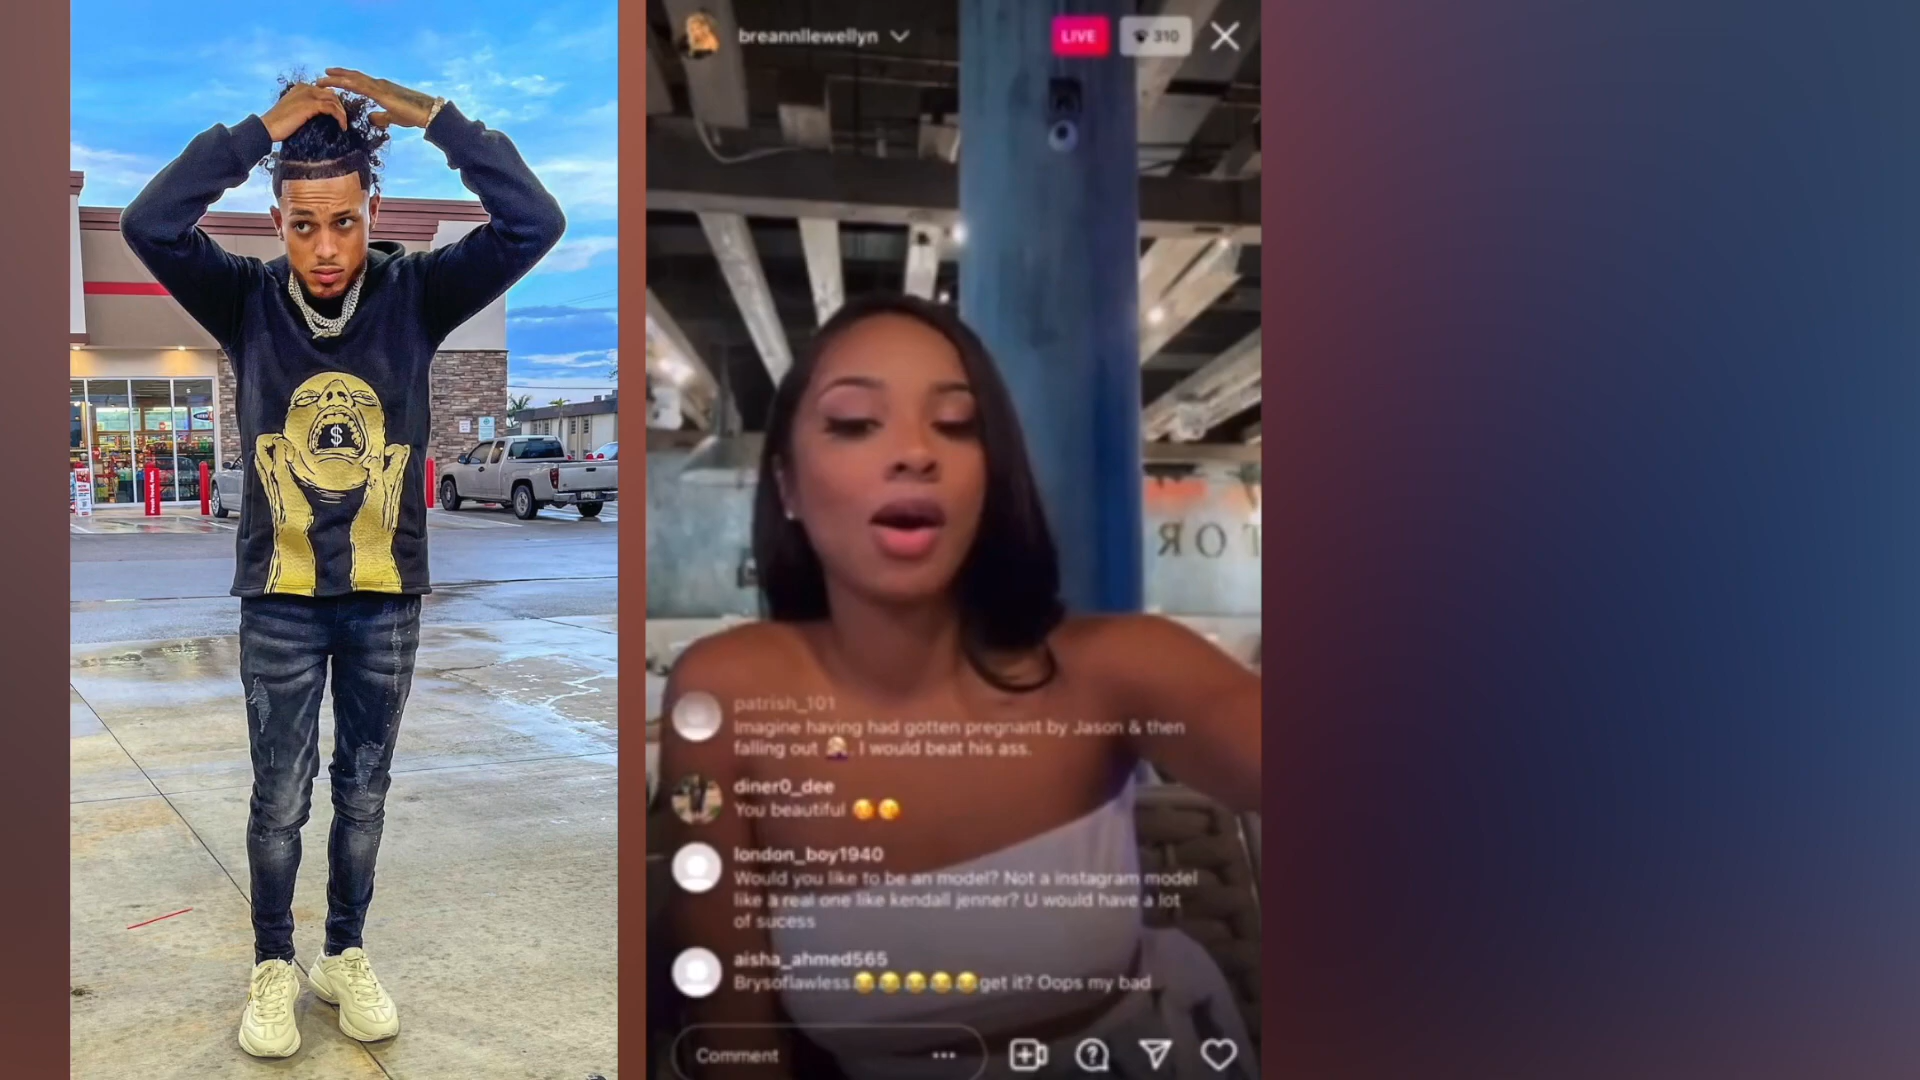 breannllewellyn
LIVE
310
$
ROT
patrish_101
Imagine having had gotten pregnant by Jason & then
falling out 🤦🏼‍♀️. I would beat his ass.
diner0_dee
You beautiful 😊😘
london_boy1940
Would you like to be an model? Not a instagram model
like a real one like kendall jenner? U would have a lot
of sucess
aisha_ahmed565
Brysoflawless😂😂😂😂😂get it? Oops my bad
Comment